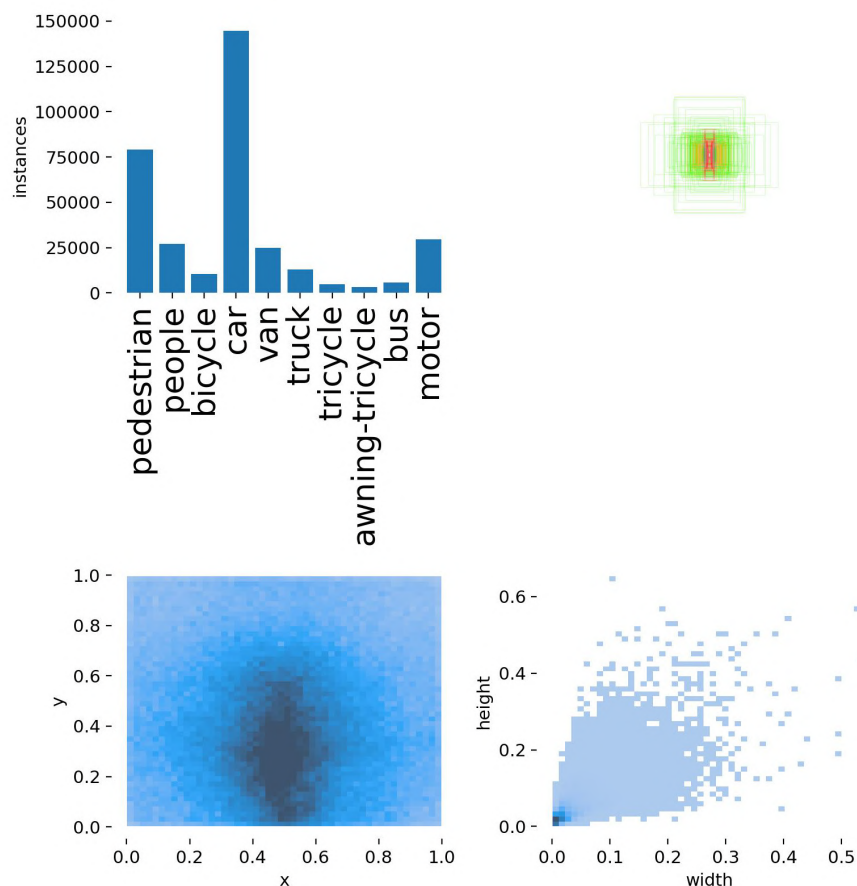 instances
150000
125000
100000
75000
50000
25000
0
pedestrian
people
bicycle
car
van
truck
tricycle
awning-tricycle
bus
motor
y
1.0
0.8
0.6
0.4
0.2
0.0
0.0 0.2 0.4 0.6 0.8 1.0
x
height
0.6
0.4
0.2
0.0
0.0 0.1 0.2 0.3 0.4 0.5
width